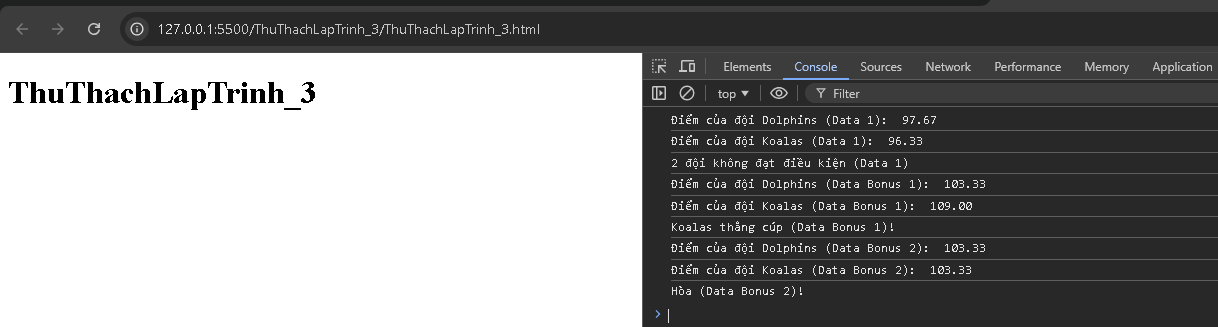 127.0.0.1:5500/ThuThachLapTrinh_3/ThuThachLapTrinh_3.html
ThuThachLapTrinh_3
Elements Console Sources Network Performance Memory Application
top Filter
Điểm của đội Dolphins (Data 1): 97.67
Điểm của đội Koalas (Data 1): 96.33
2 đội không đạt điều kiện (Data 1)
Điểm của đội Dolphins (Data Bonus 1): 103.33
Điểm của đội Koalas (Data Bonus 1): 109.00
Koalas thắng cúp (Data Bonus 1)!
Điểm của đội Dolphins (Data Bonus 2): 103.33
Điểm của đội Koalas (Data Bonus 2): 103.33
Hòa (Data Bonus 2)!